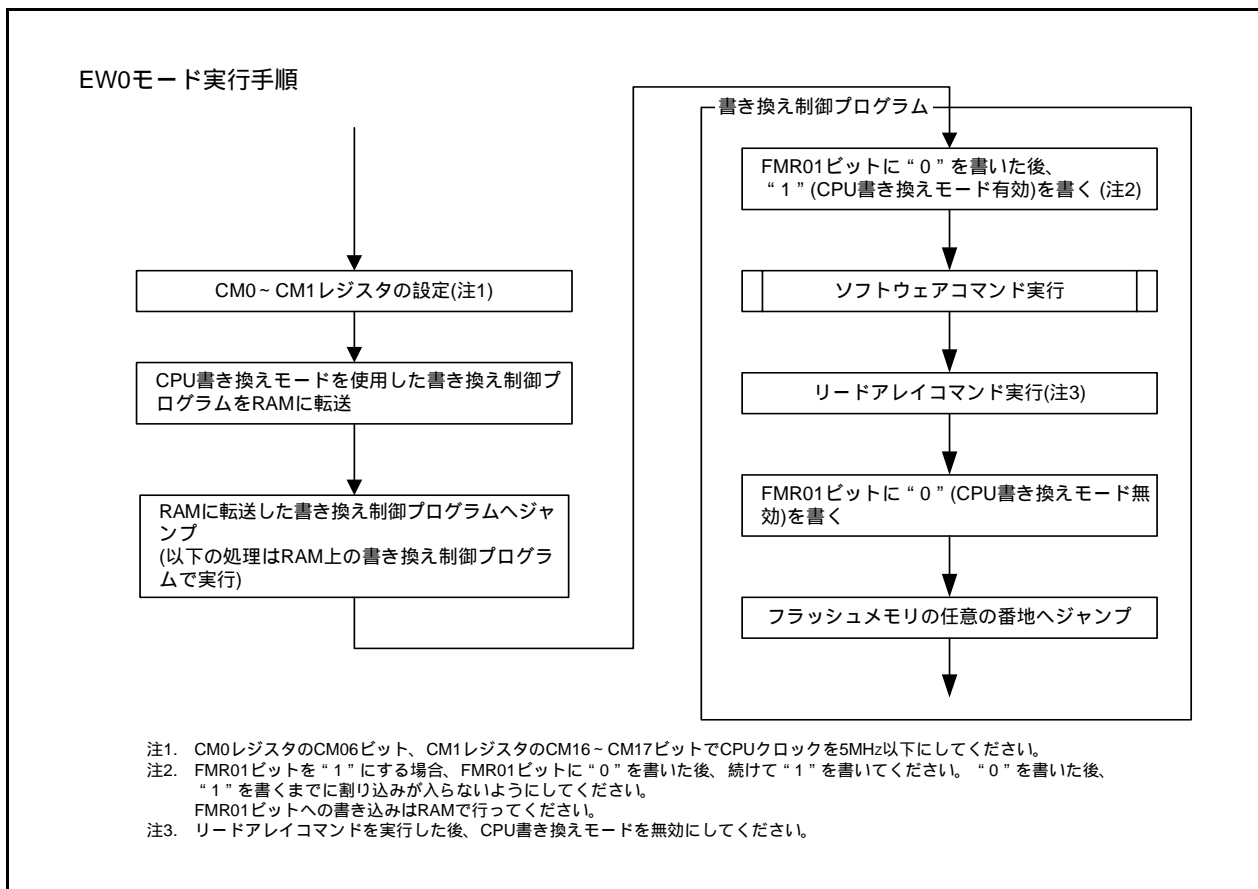 EW0モード実行手順
CM0~CM1レジスタの設定(注1)
CPU書き換えモードを使用した書き換え制御プ
ログラムをRAMに転送
RAMに転送した書き換え制御プログラムへジャ
ンプ
(以下の処理はRAM上の書き換え制御プログラ
ムで実行)
書き換え制御プログラム
FMR01ビットに“0”を書いた後、
“1”(CPU書き換えモード有効)を書く (注2)
ソフトウェアコマンド実行
リードアレイコマンド実行(注3)
FMR01ビットに“0”(CPU書き換えモード無
効)を書く
フラッシュメモリの任意の番地へジャンプ
注1. CM0レジスタのCM06ビット、CM1レジスタのCM16~CM17ビットでCPUクロックを5MHz以下にしてください。
注2. FMR01ビットを“1”にする場合、FMR01ビットに“0”を書いた後、続けて“1”を書いてください。“0”を書いた後、
“1”を書くまでに割り込みが入らないようにしてください。
FMR01ビットへの書き込みはRAMで行ってください。
注3. リードアレイコマンドを実行した後、CPU書き換えモードを無効にしてください。